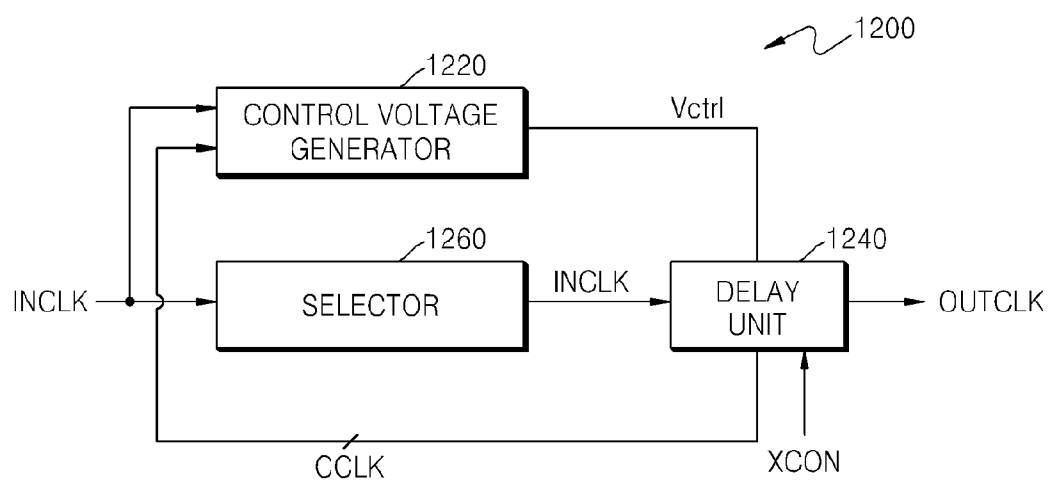 1200
1220
CONTROL VOLTAGE
GENERATOR
Vctrl
1260
1240
INCLK
SELECTOR
INCLK
DELAY
UNIT
OUTCLK
CCLK
XCON